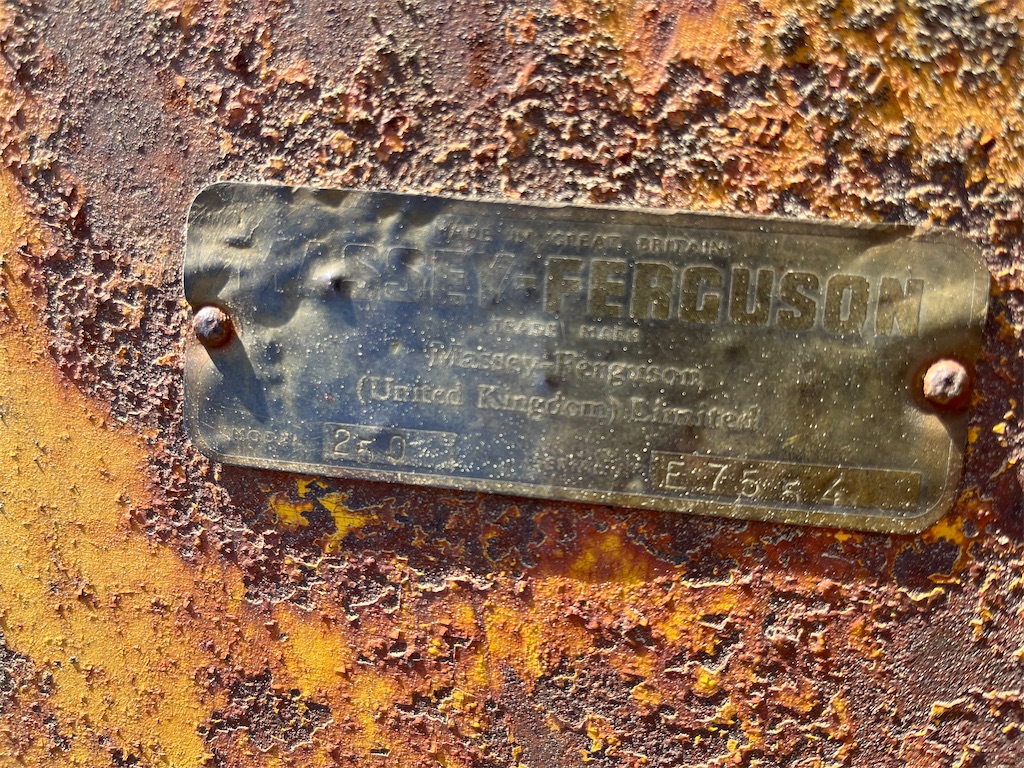 MADE IN GREAT BRITAIN
MASSEY-FERGUSON
TRADE MARK
Massey-Ferguson
(United Kingdom) Limited
MODEL